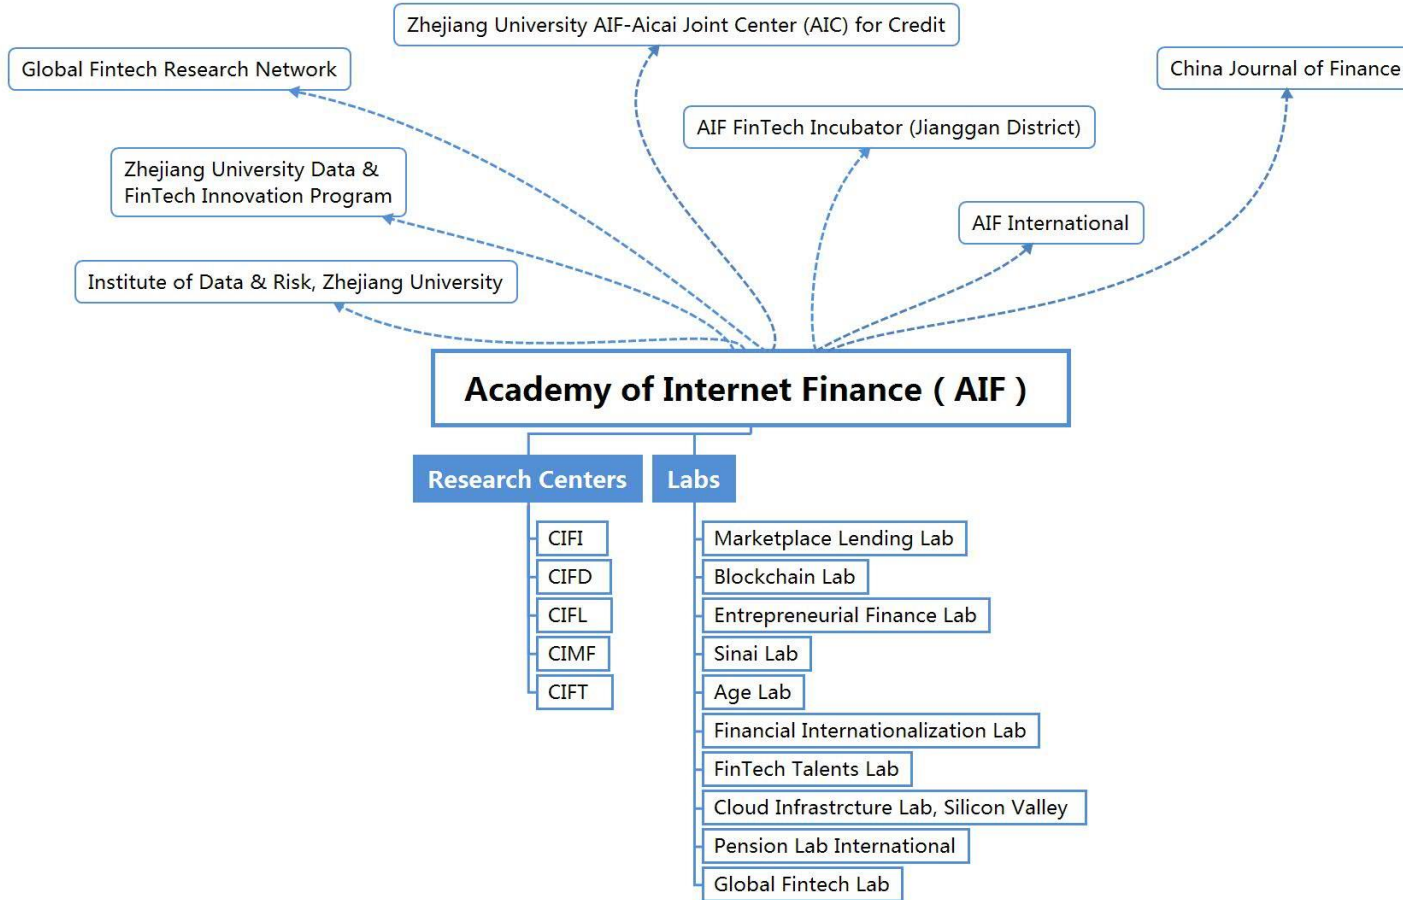 Zhejiang University AIF-Aicai Joint Center (AIC) for Credit
Global Fintech Research Network
China Journal of Finance
AIF FinTech Incubator (Jianggan District)
Zhejiang University Data &
FinTech Innovation Program
AIF International
Institute of Data & Risk, Zhejiang University
Academy of Internet Finance ( AIF )
Research Centers
CIFI
CIFD
CIFL
CIMF
CIFT
Labs
Marketplace Lending Lab
Blockchain Lab
Entrepreneurial Finance Lab
Sinai Lab
Age Lab
Financial Internationalization Lab
FinTech Talents Lab
Cloud Infrastrcture Lab, Silicon Valley
Pension Lab International
Global Fintech Lab